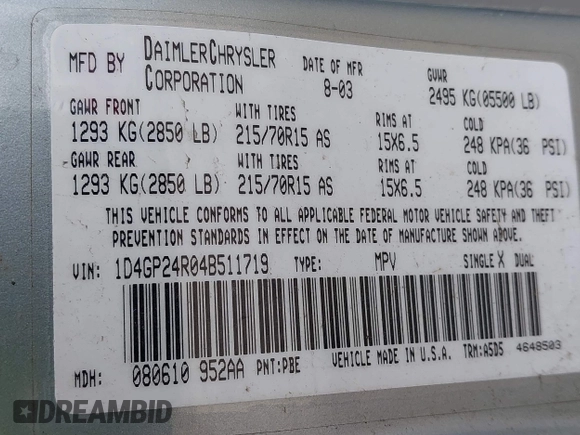 MFD BY DAIMLERCHRYSLER CORPORATION DATE OF MFR 8-03 GVWR 2495 KG(05500 LB)
GAWR FRONT WITH TIRES RIMS AT COLD
1293 KG(2850 LB) 215/70R15 AS 15X6.5 248 KPA(36 PSI)
GAWR REAR WITH TIRES RIMS AT COLD
1293 KG(2850 LB) 215/70R15 AS 15X6.5 248 KPA(36 PSI)
THIS VEHICLE CONFORMS TO ALL APPLICABLE FEDERAL MOTOR VEHICLE SAFETY AND THEFT
PREVENTION STANDARDS IN EFFECT ON THE DATE OF MANUFACTURE SHOWN ABOVE.
VIN: 1D4GP24R04B511719 TYPE: MPV SINGLE X DUAL
MDH: 080610 952AA PNT:PBE VEHICLE MADE IN U.S.A. TRM:A5D5 4648503
DREAMBID